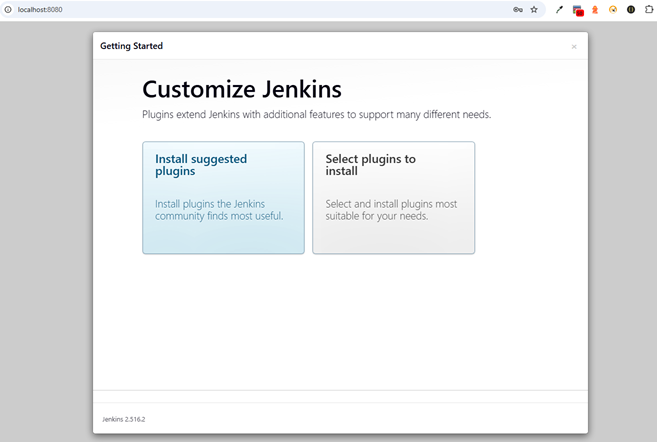 localhost:8080
Getting Started
×
Customize Jenkins
Plugins extend Jenkins with additional features to support many different needs.
Install suggested
plugins
Install plugins the Jenkins
community finds most useful.
Select plugins to
install
Select and install plugins most
suitable for your needs.
Jenkins 2.516.2